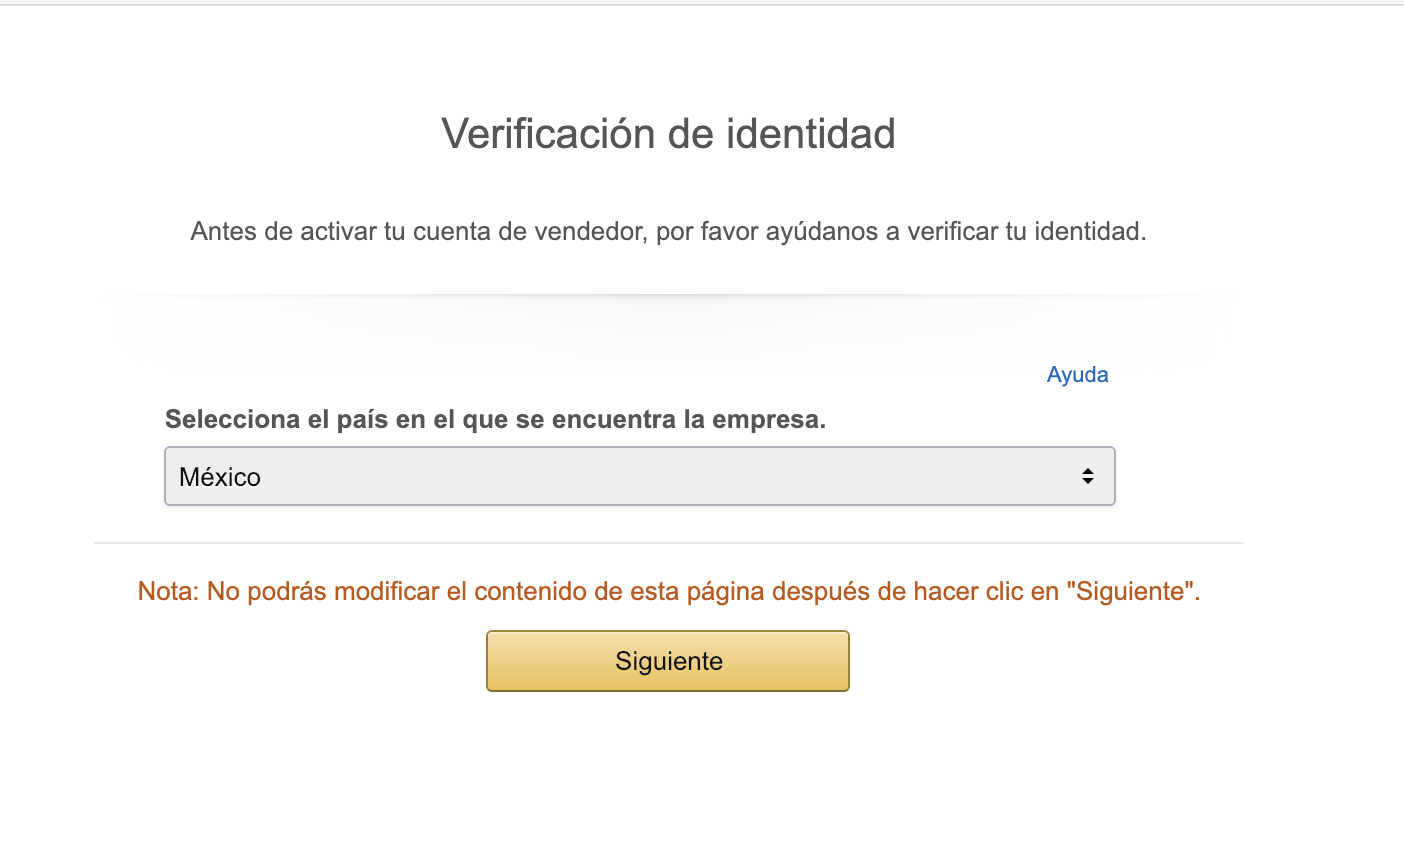 Verificación de identidad
Antes de activar tu cuenta de vendedor, por favor ayúdanos a verificar tu identidad.
Ayuda
Selecciona el país en el que se encuentra la empresa.
México
Nota: No podrás modificar el contenido de esta página después de hacer clic en "Siguiente".
Siguiente